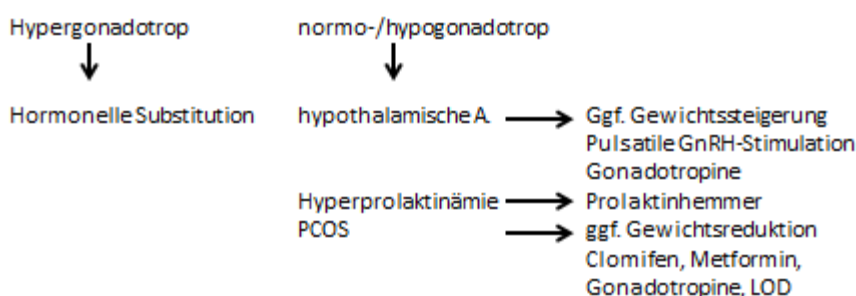 Hypergonadotrop normo-/hypogonadotrop
Hormonelle Substitution hypothalamische A. Ggf. Gewichtssteigerung
Pulsatile GnRH-Stimulation
Gonadotropine
Hyperprolaktinämie Prolaktinhemmer
PCOS ggf. Gewichtsreduktion
Clomifen, Metformin,
Gonadotropine, LOD